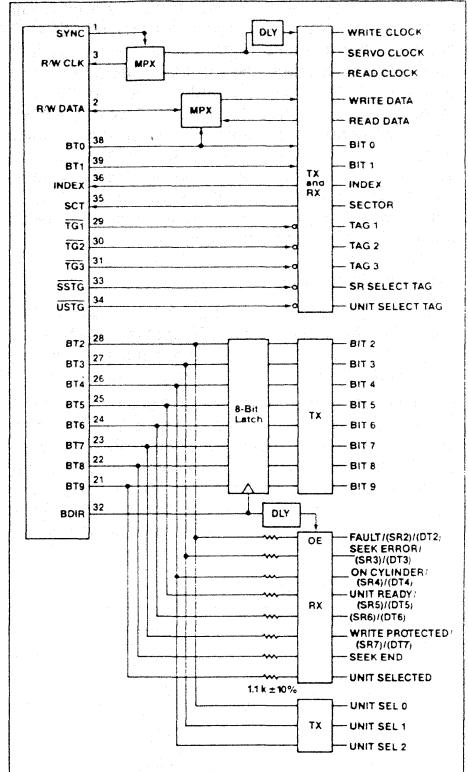 SYNC 1 DLY WRITE CLOCK
3 SERVO CLOCK
R/W CLK MPX READ CLOCK
R/W DATA 2 MPX WRITE DATA
READ DATA
BT0 38 BIT 0
BT1 39 BIT 1
INDEX 36 TX and RX INDEX
SCT 35 SECTOR
TG1 29 TAG 1
TG2 30 TAG 2
TG3 31 TAG 3
SSTG 33 SR SELECT TAG
USTG 34 UNIT SELECT TAG
BT2 28 BIT 2
BT3 27 BIT 3
BT4 26 BIT 4
BT5 25 8-Bit Latch TX BIT 5
BT6 24 BIT 6
BT7 23 BIT 7
BT8 22 BIT 8
BT9 21 BIT 9
BDIR 32 DLY
OE FAULT/(SR2)/(DT2)
SEEK ERROR/
(SR3)/(DT3)
ON CYLINDER/
(SR4)/(DT4)
UNIT READY/
RX (SR5)/(DT5)
(SR6)/(DT6)
WRITE PROTECTED/
(SR7)/(DT7)
SEEK END
UNIT SELECTED
1.1 k ± 10%
UNIT SEL 0
TX UNIT SEL 1
UNIT SEL 2